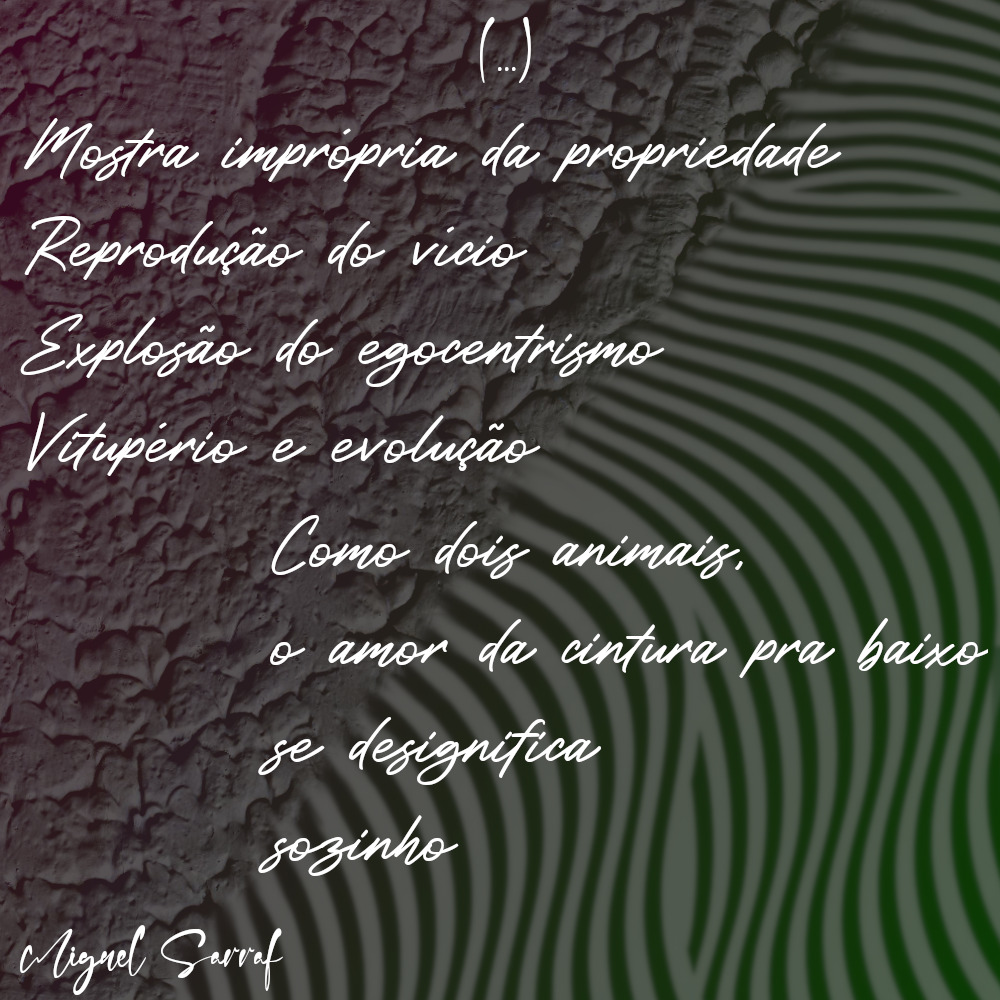 (...)
Mostra imprópria da propriedade
Reprodução do vício
Explosão do egocentrismo
Vitupério e evolução
Como dois animais,
o amor da cintura pra baixo
se designifica
sozinho
Miguel Sarraf